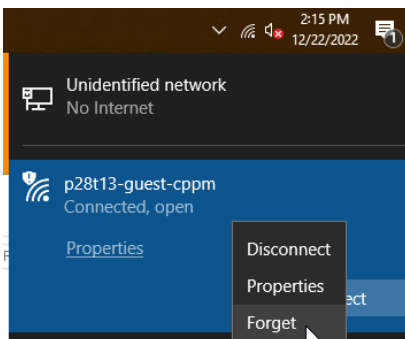 2:15 PM
12/22/2022
1
Unidentified network
No Internet
p28t13-guest-cppm
Connected, open
Properties
Disconnect
Properties
ect
Forget